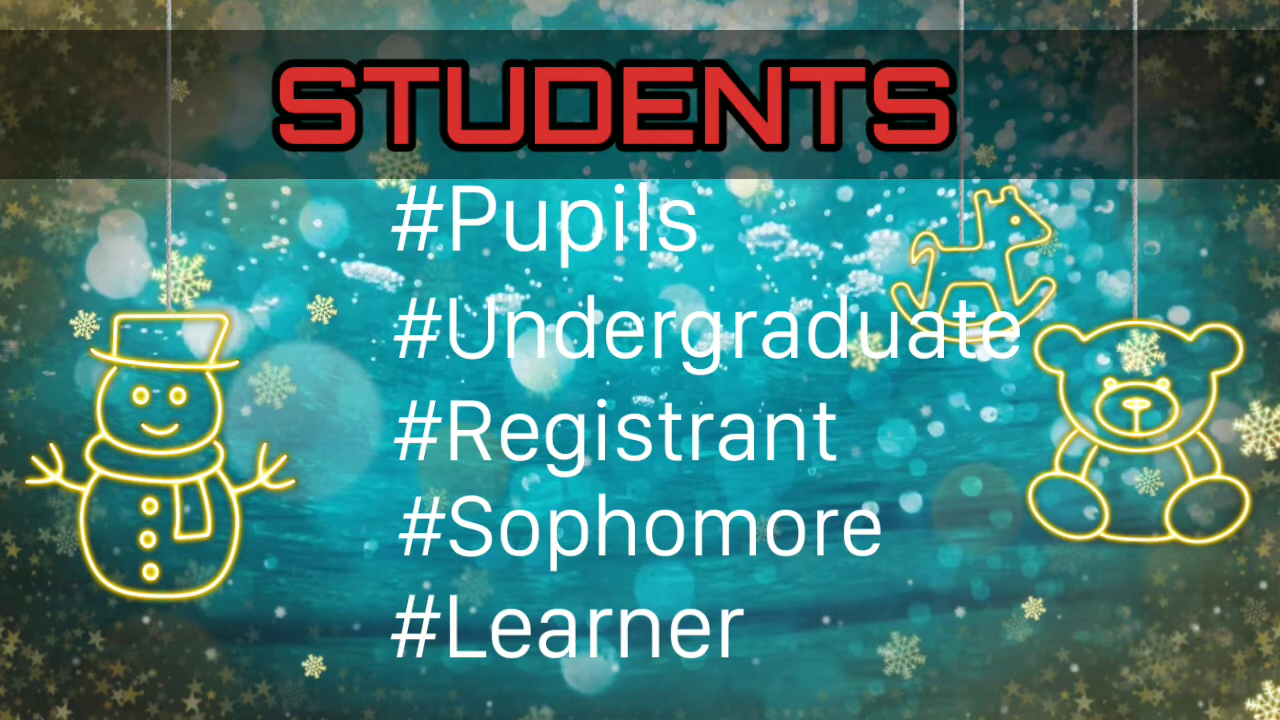 STUDENTS
#Pupils
#Undergraduate
#Registrant
#Sophomore
#Learner